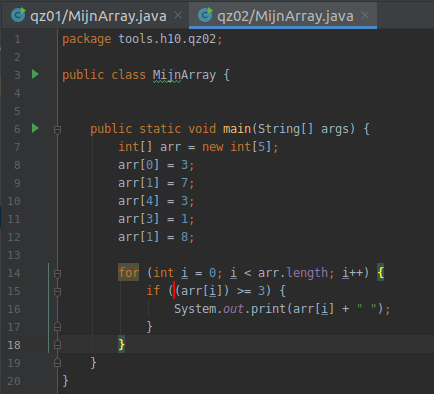 qz01/MijnArray.java × qz02/MijnArray.java ×
1 package tools.h10.qz02;
2
3 public class MijnArray {
4
5
6     public static void main(String[] args) {
7         int[] arr = new int[5];
8         arr[0] = 3;
9         arr[1] = 7;
10         arr[4] = 3;
11         arr[3] = 1;
12         arr[1] = 8;
13
14         for (int i = 0; i < arr.length; i++) {
15             if ((arr[i]) >= 3) {
16                 System.out.print(arr[i] + " ");
17             }
18         }
19     }
20 }